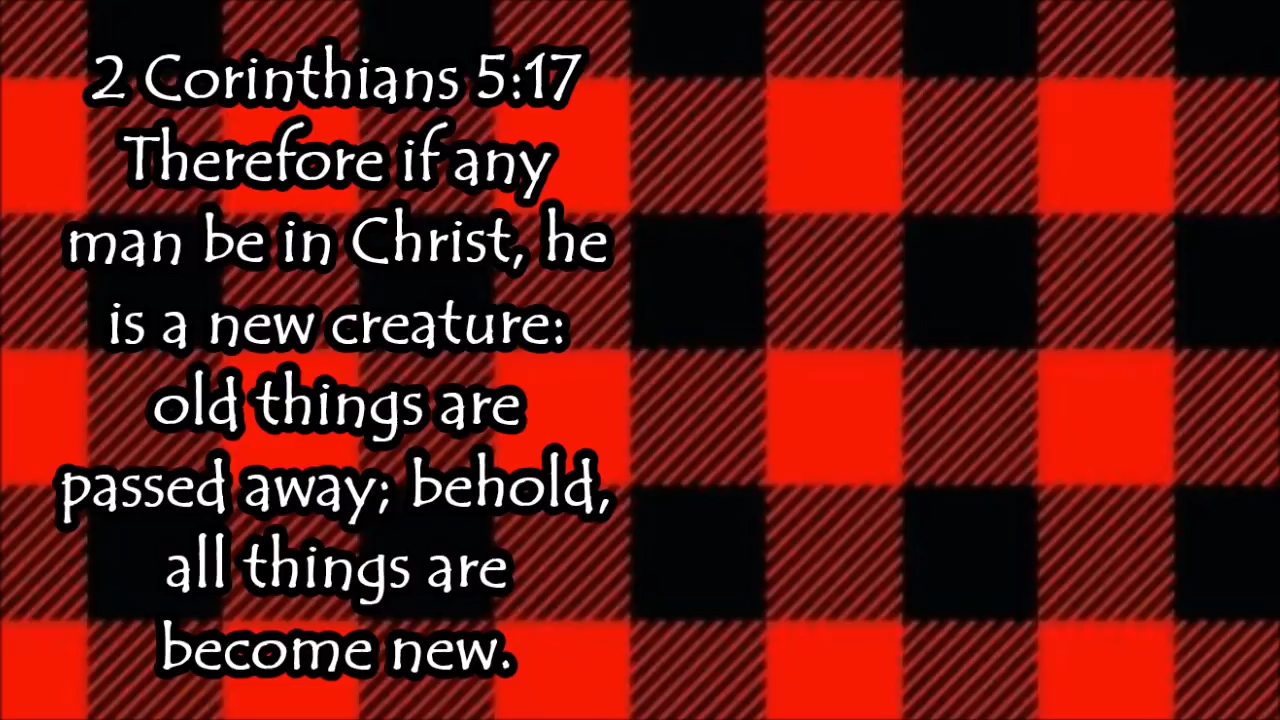 2 Corinthians 5:17
Therefore if any
man be in Christ, he
is a new creature:
old things are
passed away; behold,
all things are
become new.